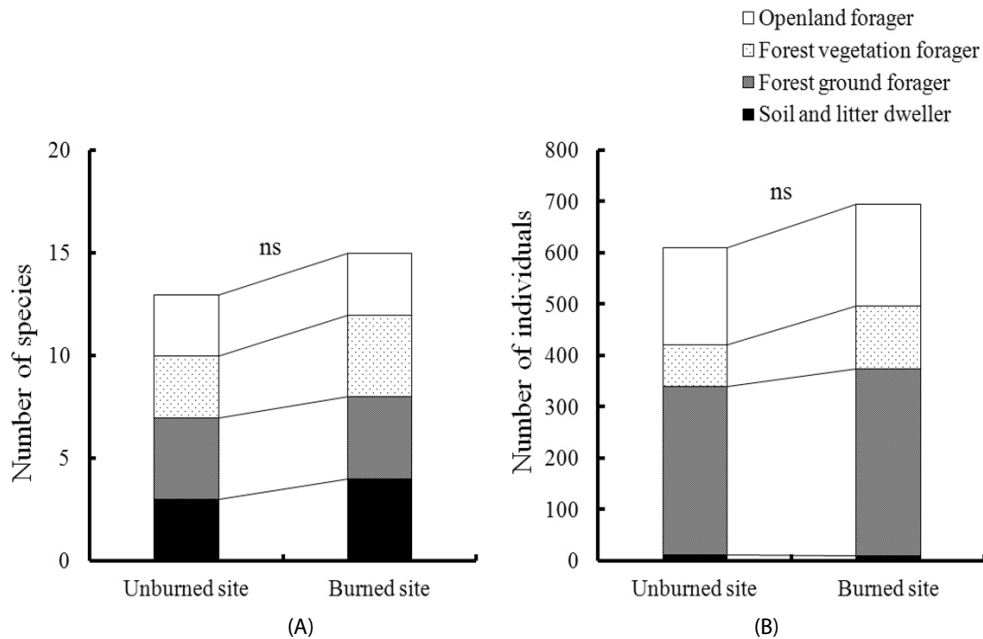 Openland forager
Forest vegetation forager
Forest ground forager
Soil and litter dweller
Number of species
20
15
10
5
0
ns
Unburned site
Burned site
(A)
Number of individuals
800
700
600
500
400
300
200
100
0
ns
Unburned site
Burned site
(B)